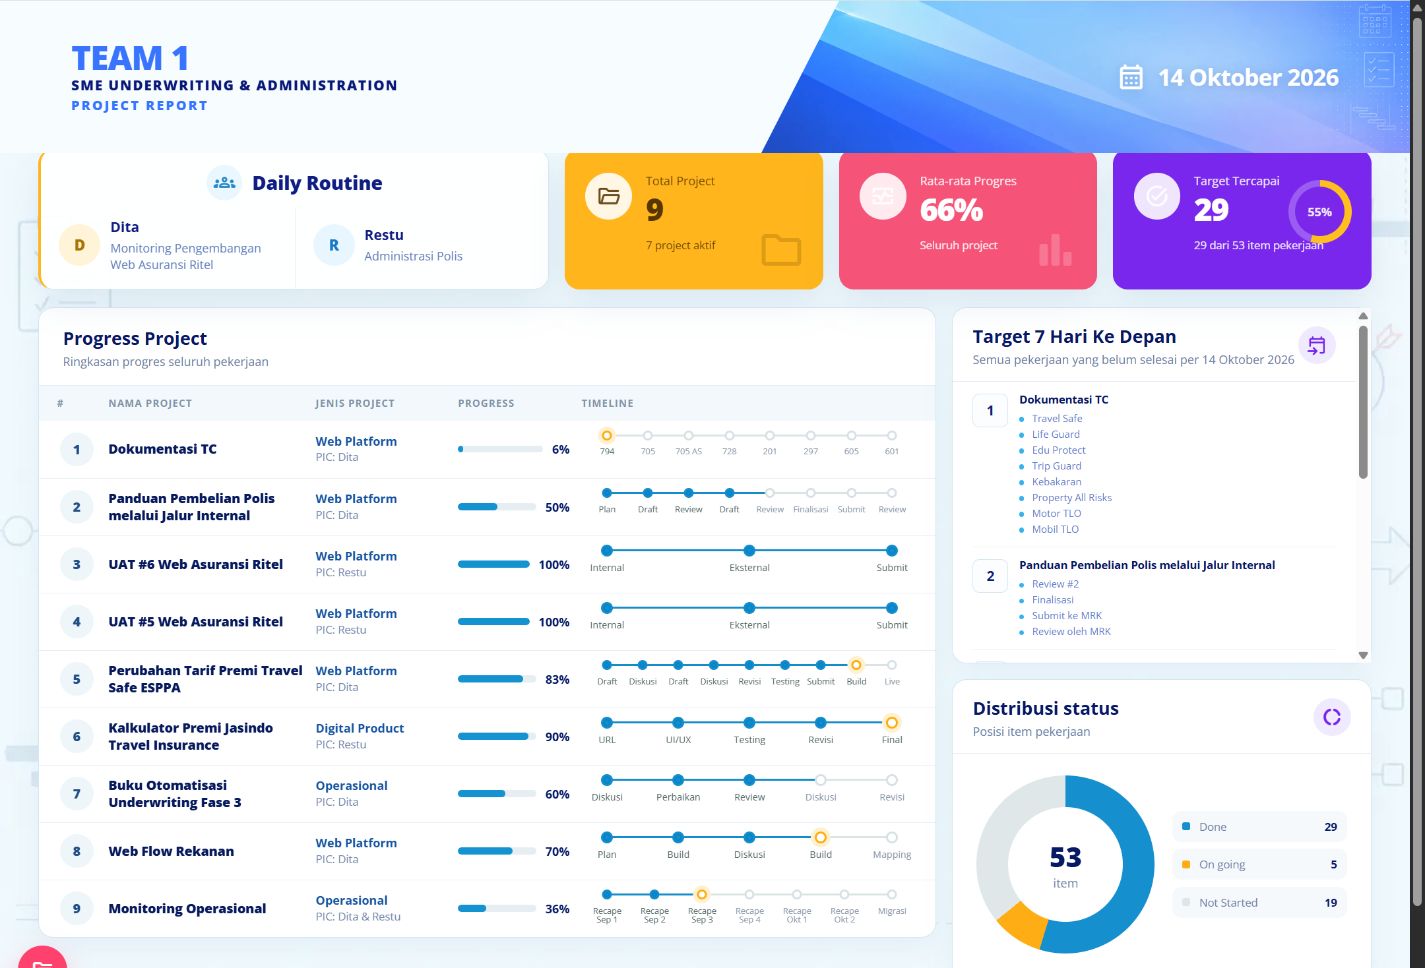 TEAM 1
SME UNDERWRITING & ADMINISTRATION
PROJECT REPORT
14 Oktober 2026
Daily Routine
D
Dita
Monitoring Pengembangan
Web Asuransi Ritel
R
Restu
Administrasi Polis
Total Project
9
7 project aktif
Rata-rata Progres
66%
Seluruh project
Target Tercapai
29
29 dari 53 item pekerjaan
55%
Progress Project
Ringkasan progres seluruh pekerjaan
# NAMA PROJECT JENIS PROJECT PROGRESS TIMELINE
1
Dokumentasi TC
Web Platform
PIC: Dita
6%
794 705 705 AS 728 201 297 605 601
2
Panduan Pembelian Polis
melalui Jalur Internal
Web Platform
PIC: Dita
50%
Plan Draft Review Draft Review Finalisasi Submit Review
3
UAT #6 Web Asuransi Ritel
Web Platform
PIC: Restu
100%
Internal Eksternal Submit
4
UAT #5 Web Asuransi Ritel
Web Platform
PIC: Restu
100%
Internal Eksternal Submit
5
Perubahan Tarif Premi Travel
Safe ESPPA
Web Platform
PIC: Dita
83%
Draft Diskusi Draft Diskusi Revisi Testing Submit Build Live
6
Kalkulator Premi Jasindo
Travel Insurance
Digital Product
PIC: Restu
90%
URL UI/UX Testing Revisi Final
7
Buku Otomatisasi
Underwriting Fase 3
Operasional
PIC: Dita
60%
Diskusi Perbaikan Review Diskusi Revisi
8
Web Flow Rekanan
Web Platform
PIC: Dita
70%
Plan Build Diskusi Build Mapping
9
Monitoring Operasional
Operasional
PIC: Dita & Restu
36%
Recape Recape Recape Recape Recape Recape Migrasi
Sep 1 Sep 2 Sep 3 Sep 4 Okt 1 Okt 2
Target 7 Hari Ke Depan
Semua pekerjaan yang belum selesai per 14 Oktober 2026
1
Dokumentasi TC
Travel Safe
Life Guard
Edu Protect
Trip Guard
Kebakaran
Property All Risks
Motor TLO
Mobil TLO
2
Panduan Pembelian Polis melalui Jalur Internal
Review #2
Finalisasi
Submit ke MRK
Review oleh MRK
Distribusi status
Posisi item pekerjaan
53
item
Done 29
On going 5
Not Started 19